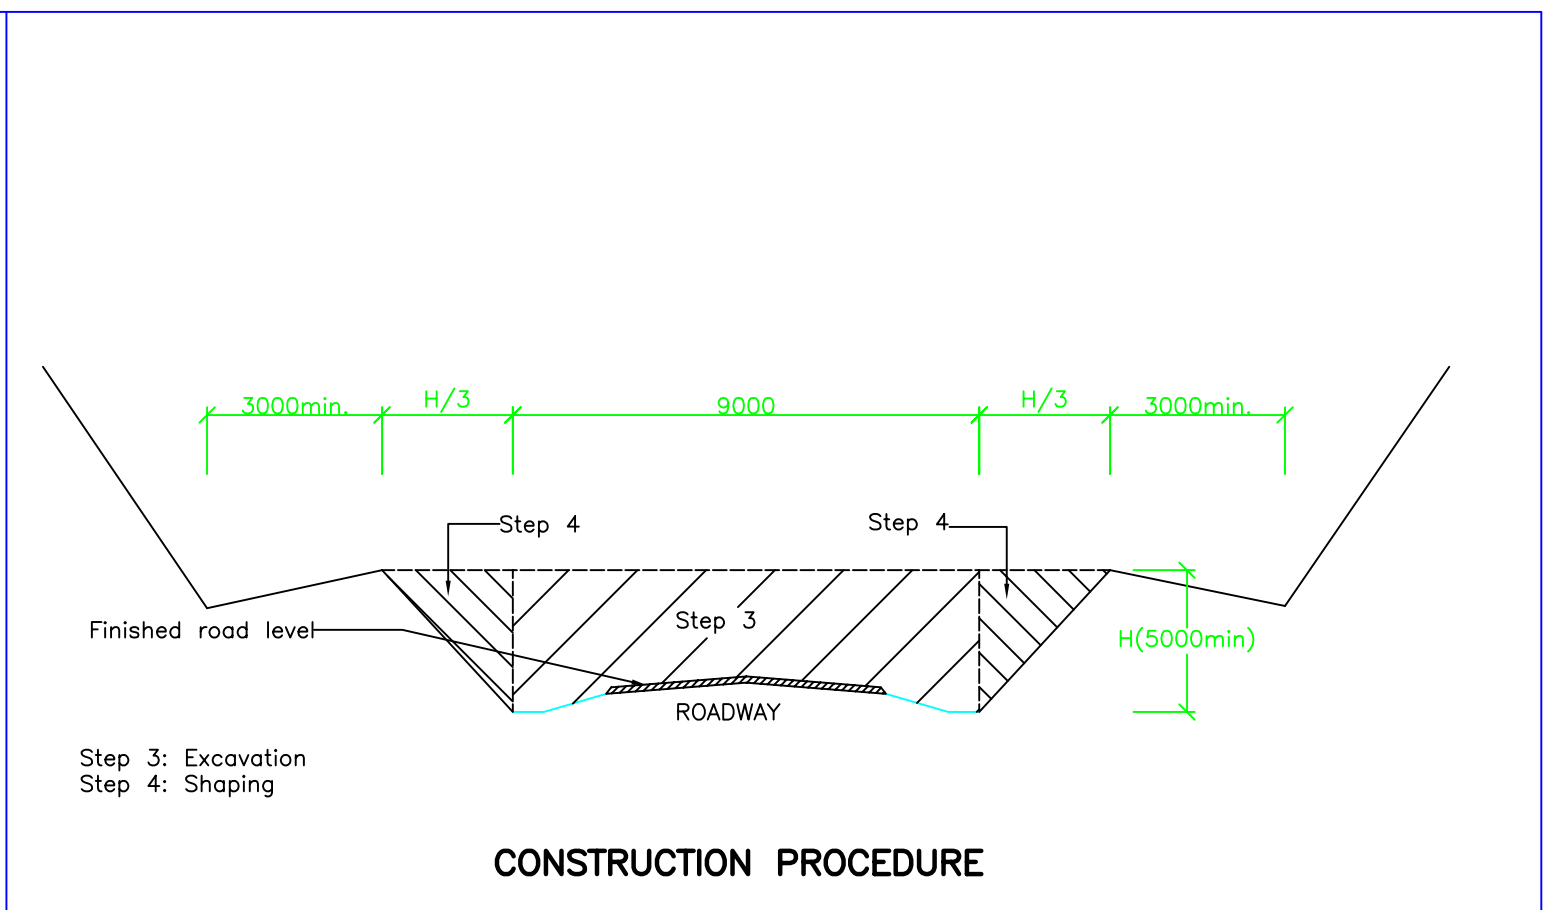 3000min. H/3 9000 H/3 3000min.
Step 4 Step 4
Step 3
Finished road level
H(5000min)
ROADWAY
Step 3: Excavation
Step 4: Shaping
CONSTRUCTION PROCEDURE